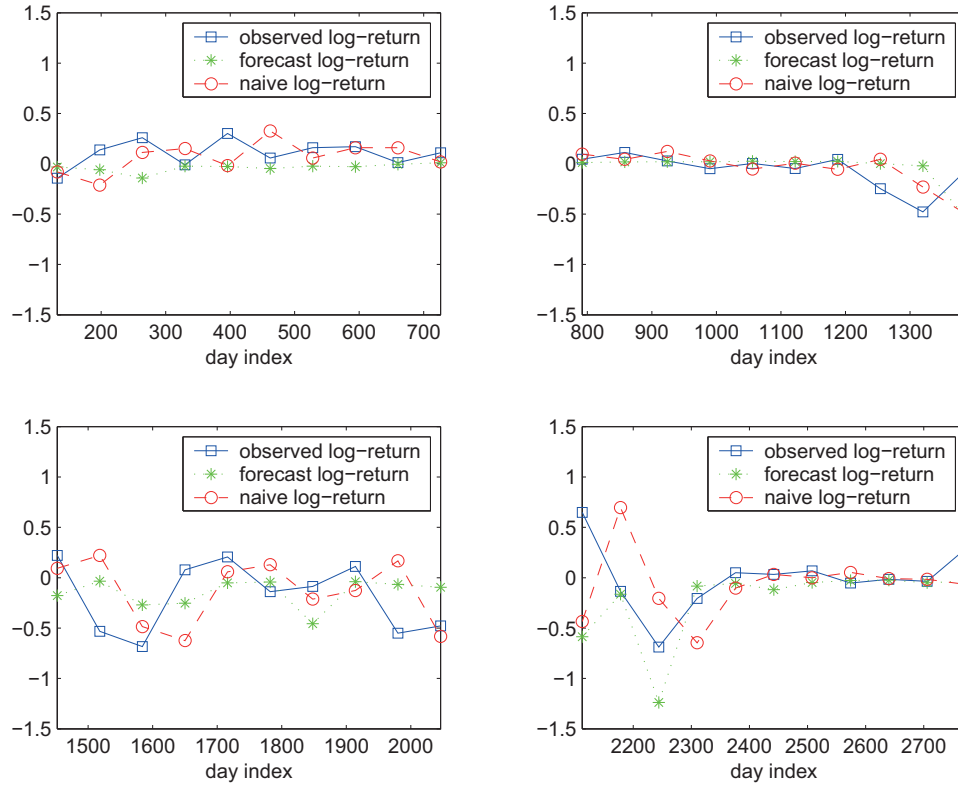 1.5
1
0.5
0
−0.5
−1
−1.5
observed log−return
forecast log−return
naive log−return
200 300 400 500 600 700
day index
1.5
1
0.5
0
−0.5
−1
−1.5
observed log−return
forecast log−return
naive log−return
800 900 1000 1100 1200 1300
day index
1.5
1
0.5
0
−0.5
−1
−1.5
observed log−return
forecast log−return
naive log−return
1500 1600 1700 1800 1900 2000
day index
1.5
1
0.5
0
−0.5
−1
−1.5
observed log−return
forecast log−return
naive log−return
2200 2300 2400 2500 2600 2700
day index